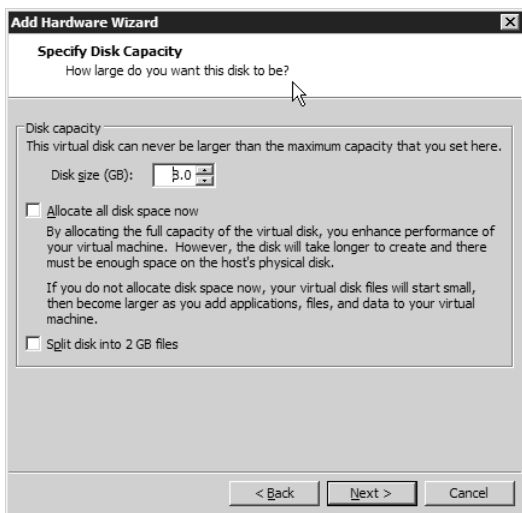 Add Hardware Wizard
Specify Disk Capacity
How large do you want this disk to be?
Disk capacity
This virtual disk can never be larger than the maximum capacity that you set here.
Disk size (GB): 8.0
Allocate all disk space now
By allocating the full capacity of the virtual disk, you enhance performance of
your virtual machine. However, the disk will take longer to create and there
must be enough space on the host's physical disk.
If you do not allocate disk space now, your virtual disk files will start small,
then become larger as you add applications, files, and data to your virtual
machine.
Split disk into 2 GB files
< Back Next > Cancel